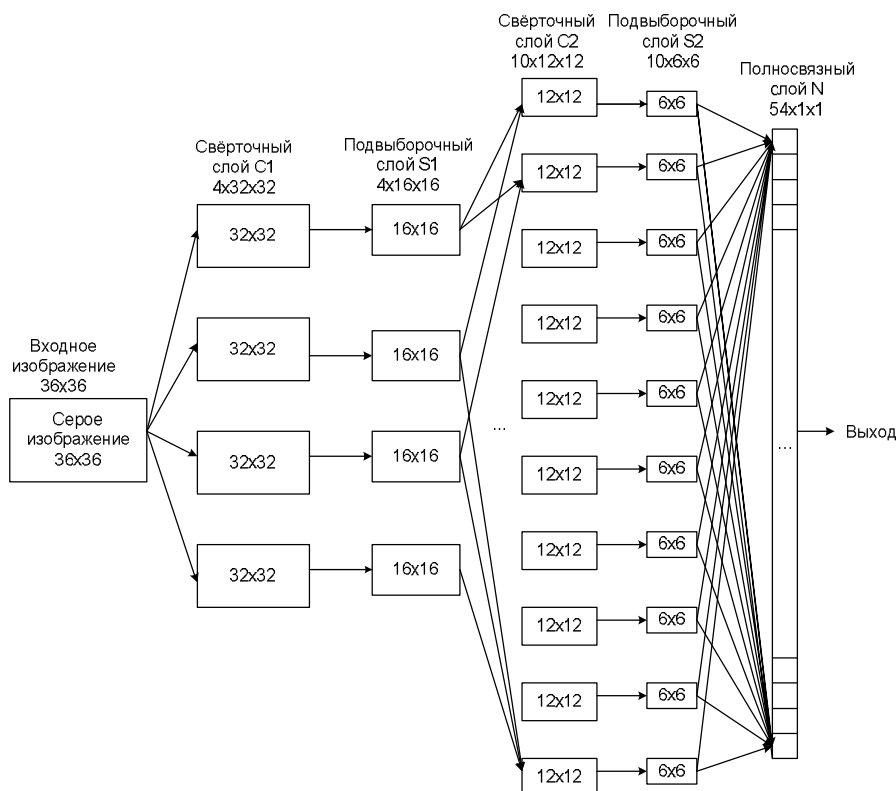 Свёрточный
слой C2
10x12x12
Подвыборочный
слой S2
10x6x6
Полносвязный
слой N
54x1x1
Свёрточный
слой C1
4x32x32
Подвыборочный
слой S1
4x16x16
Входное
изображение
36x36
Серое
изображение
36x36
32x32
32x32
32x32
32x32
16x16
16x16
16x16
16x16
...
12x12
12x12
12x12
12x12
12x12
12x12
12x12
12x12
12x12
12x12
6x6
6x6
6x6
6x6
6x6
6x6
6x6
6x6
6x6
6x6
...
Выход